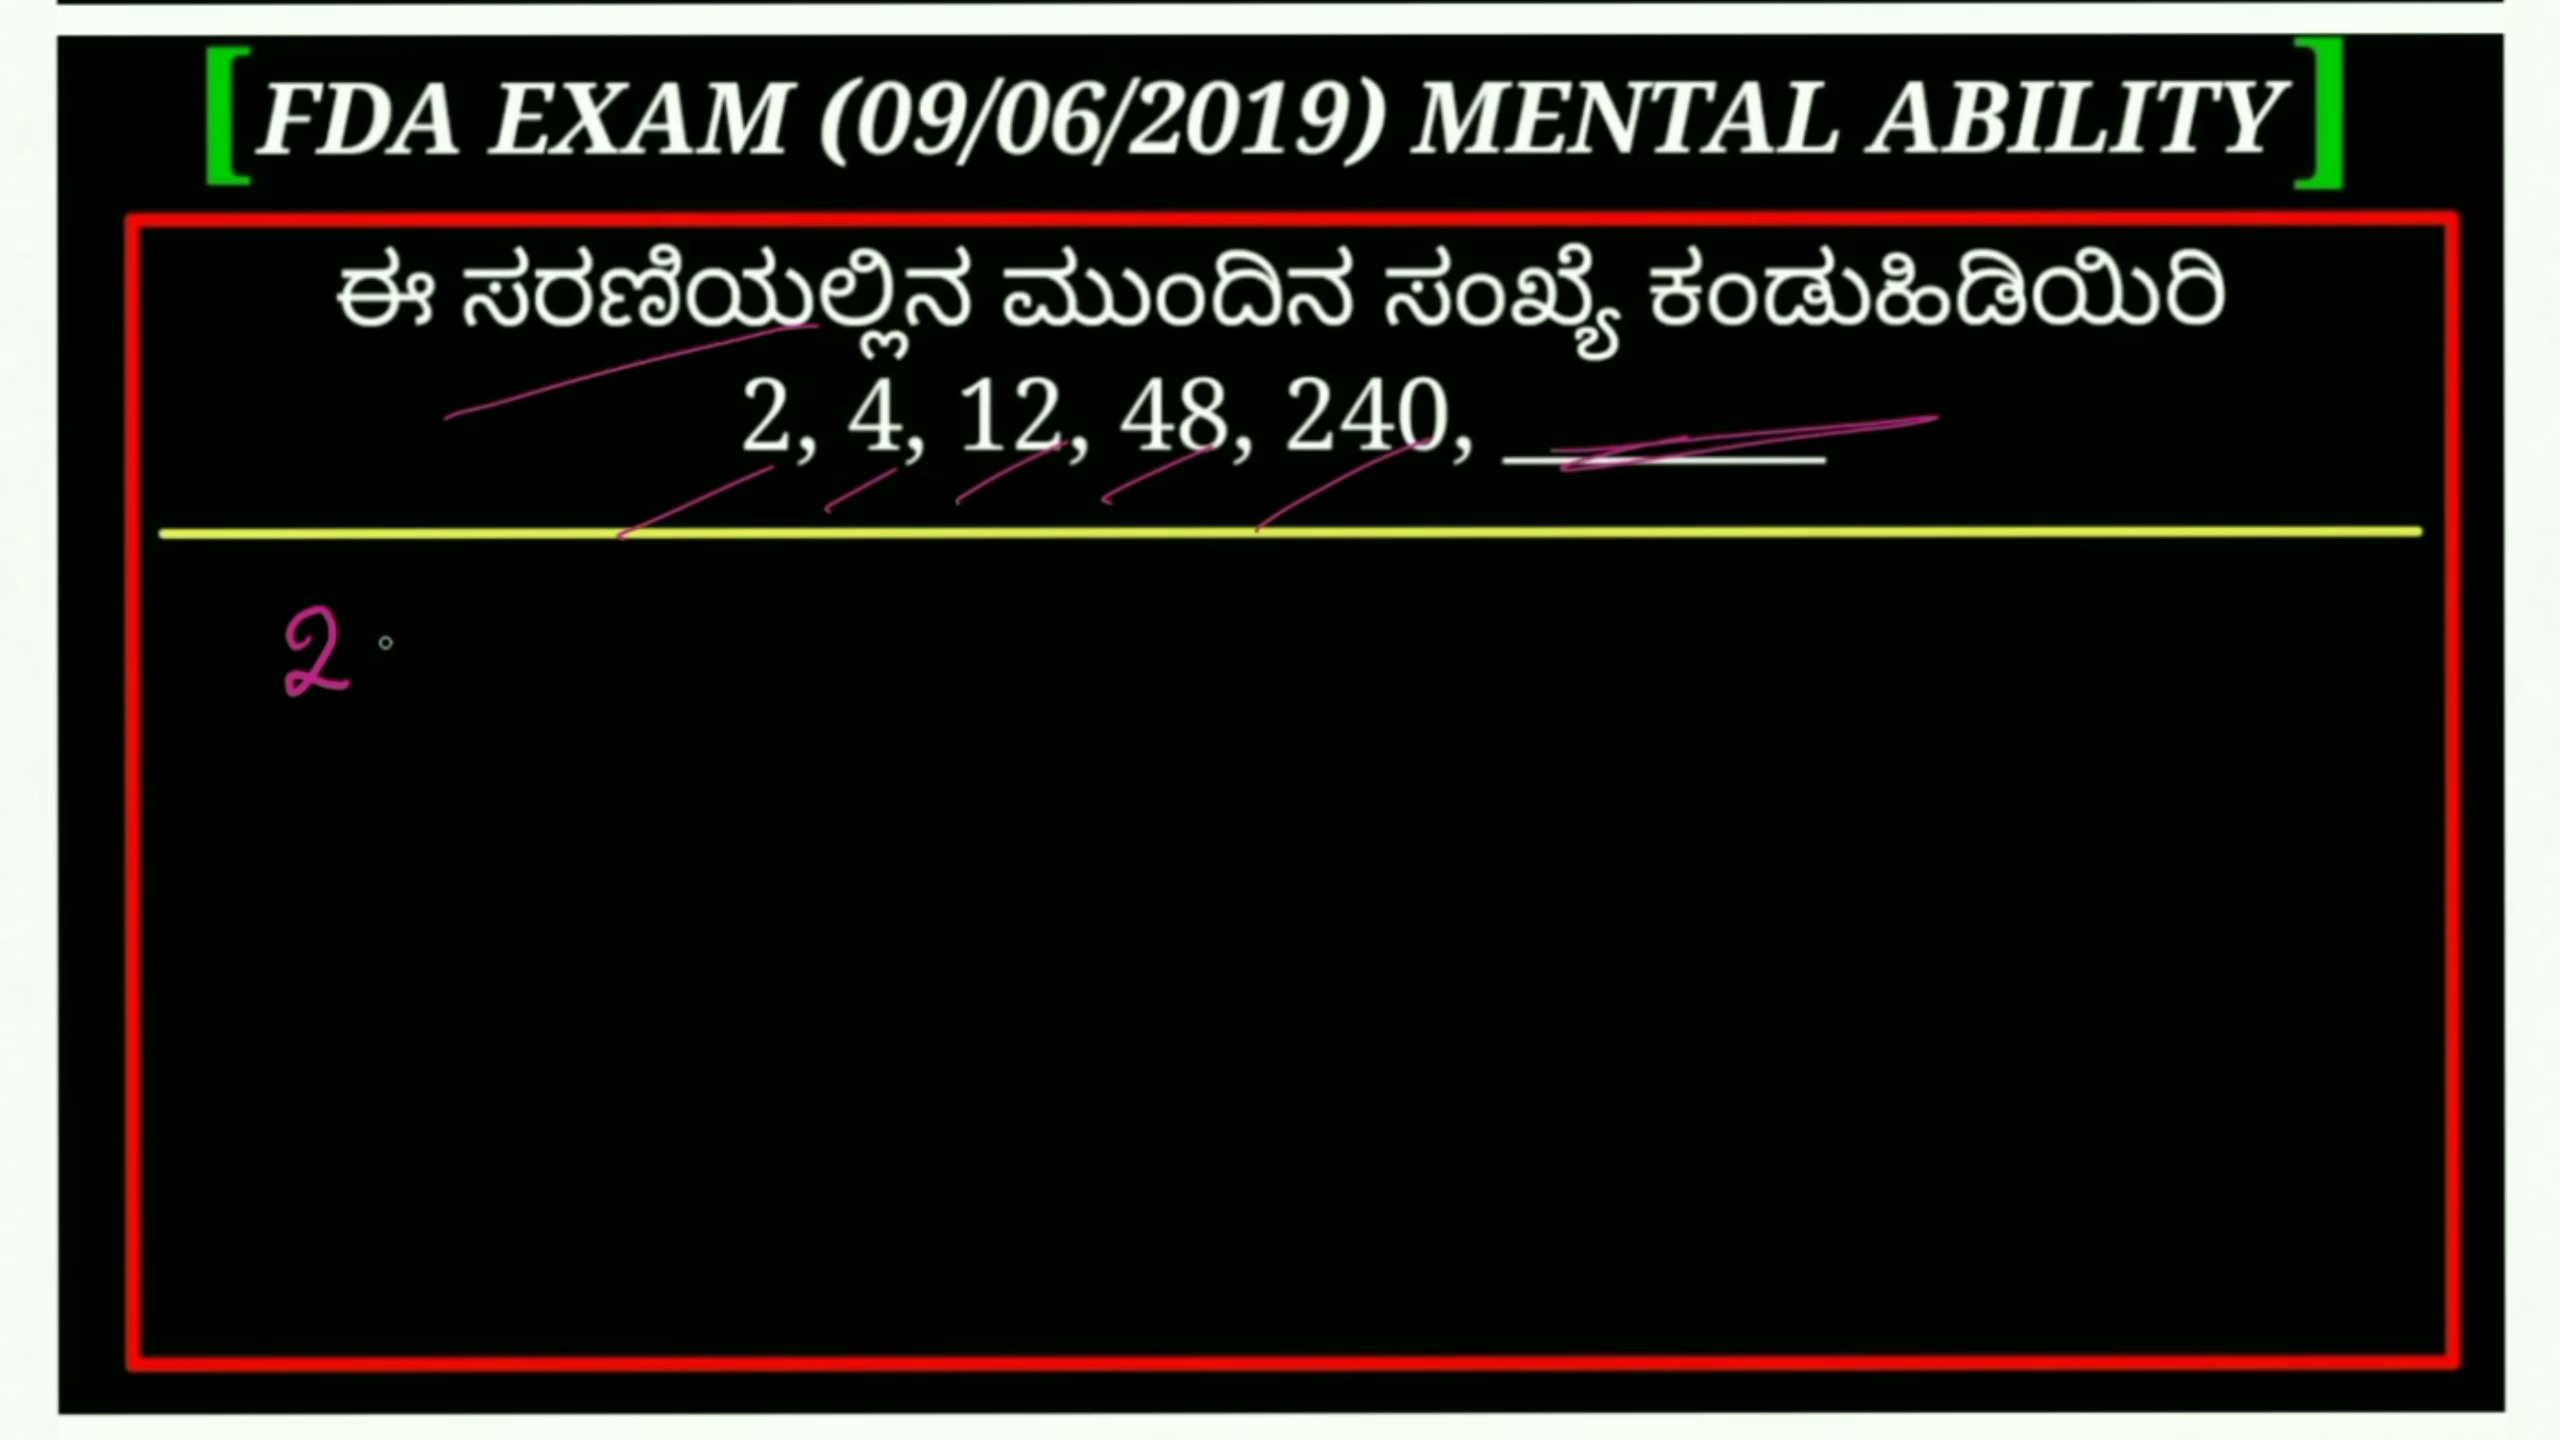 [FDA EXAM (09/06/2019) MENTAL ABILITY]
ಈ ಸರಣಿಯಲ್ಲಿನ ಮುಂದಿನ ಸಂಖ್ಯೆ ಕಂಡುಹಿಡಿಯಿರಿ
2, 4, 12, 48, 240, ______
2